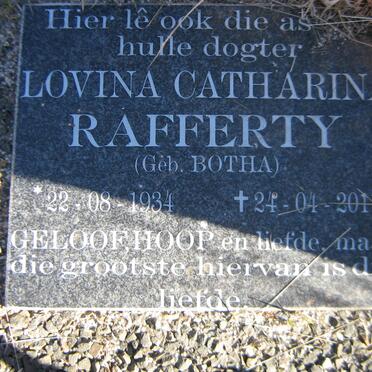 Hier lê ook die as
hulle dogter
LOVINA CATHARIN
RAFFERTY
(Geb. BOTHA)
*22-08-1934 †24-04-201
GELOOF, HOOP en liefde, ma
die grootste hiervan is d
liefde